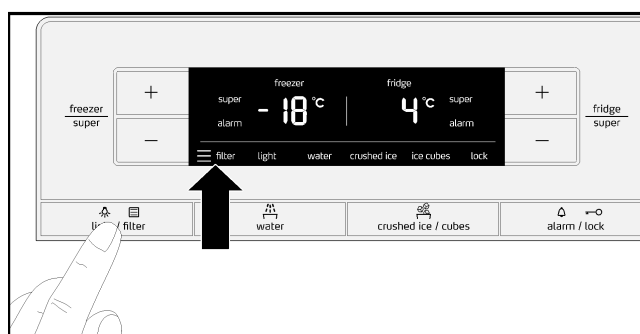 freezer
super
+
−
freezer
fridge
super
alarm
-18°C
4°C
super
alarm
filter light water crushed ice ice cubes lock
+
−
fridge
super
/ filter
water
crushed ice / cubes
alarm / lock